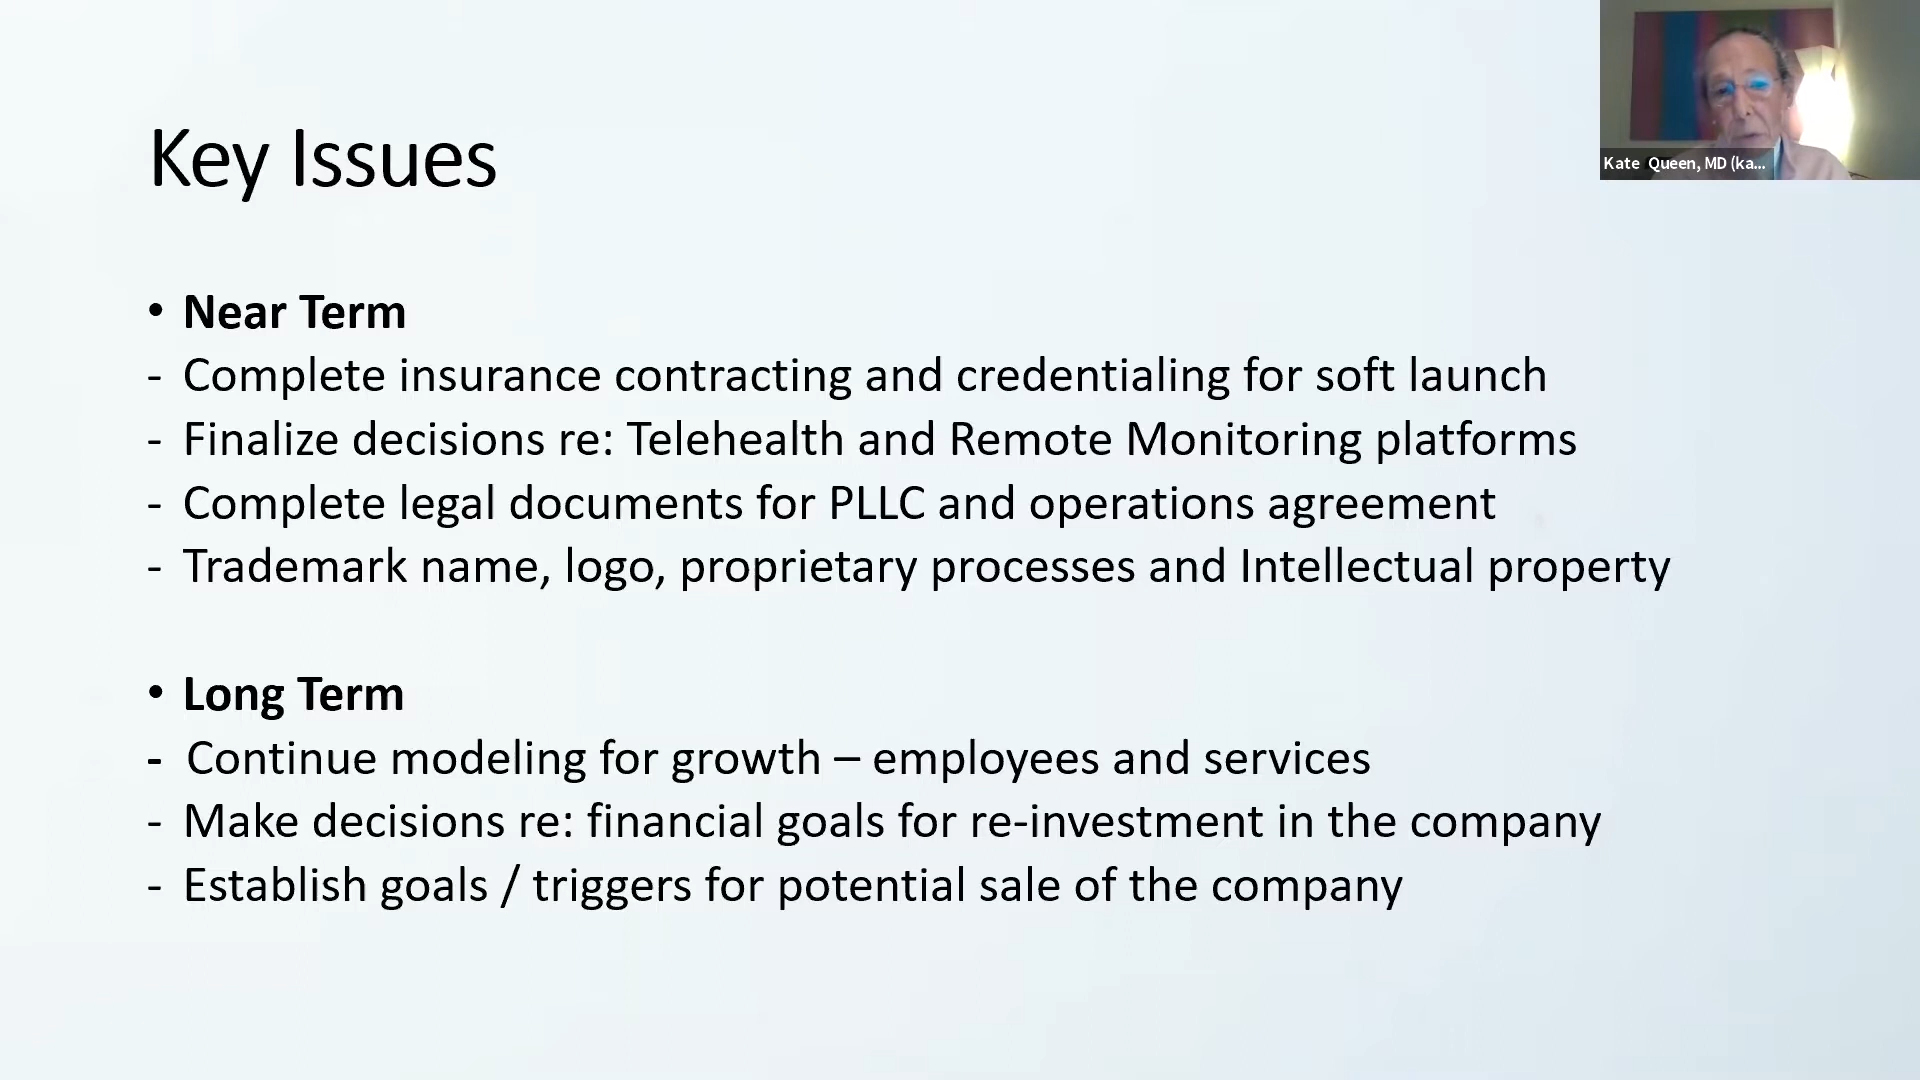 Key Issues
Kate Queen, MD (ka...
• Near Term
- Complete insurance contracting and credentialing for soft launch
- Finalize decisions re: Telehealth and Remote Monitoring platforms
- Complete legal documents for PLLC and operations agreement
- Trademark name, logo, proprietary processes and Intellectual property
• Long Term
- Continue modeling for growth – employees and services
- Make decisions re: financial goals for re-investment in the company
- Establish goals / triggers for potential sale of the company